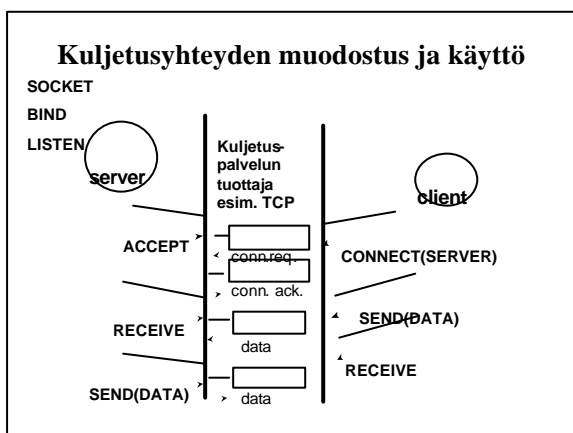 Kuljetusyhteyden muodostus ja käyttö
SOCKET
BIND
LISTEN
server
Kuljetus-
palvelun
tuottaja
esim. TCP
client
ACCEPT
conn.req.
CONNECT(SERVER)
conn. ack.
SEND(DATA)
RECEIVE
data
RECEIVE
SEND(DATA)
data